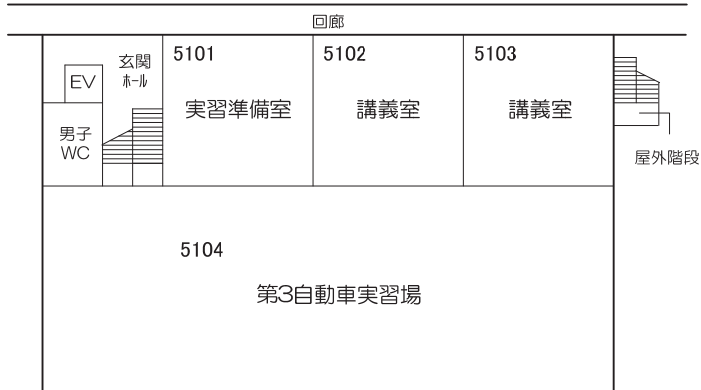 回廊
5101
5102
5103
玄関
ホール
EV
実習準備室
講義室
講義室
男子
WC
屋外階段
5104
第3自動車実習場